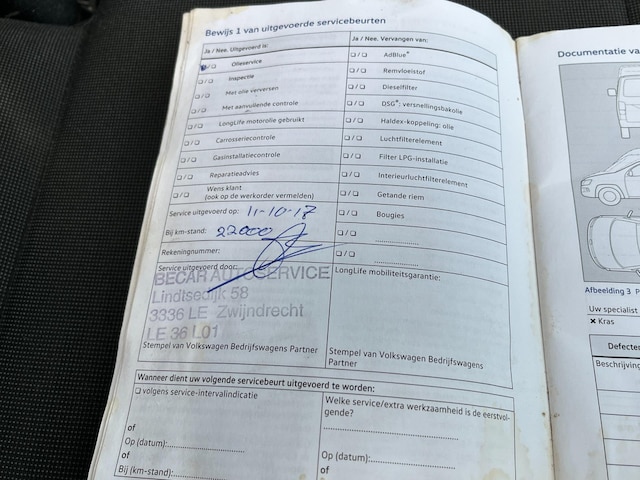 Bewijs 1 van uitgevoerde servicebeurten
Ja / Nee. Uitgevoerd is:
❏/❏ Olieservice
❏/❏ Inspectie
❏/❏ Met olie verversen
❏/❏ Met aanvullende controle
❏/❏ LongLife motorolie gebruikt
❏/❏ Carrosseriecontrole
❏/❏ Gasinstallatiecontrole
❏/❏ Reparatieadvies
❏/❏ Wens klant
(ook op de werkorder vermelden)
Service uitgevoerd op: 11-10-17
Bij km-stand: 22000
Rekeningnummer:
Service uitgevoerd door:
BECAR AUTOSERVICE
Lindtsedijk 58
3336 LE Zwijndrecht
LE 36 L01
Stempel van Volkswagen Bedrijfswagens Partner
Ja / Nee. Vervangen van:
❏/❏ AdBlue®
❏/❏ Remvloeistof
❏/❏ Dieselfilter
❏/❏ DSG®: versnellingsbakolie
❏/❏ Haldex-koppeling: olie
❏/❏ Luchtfilterelement
❏/❏ Filter LPG-installatie
❏/❏ Interieurluchtfilterelement
❏/❏ Getande riem
❏/❏ Bougies
❏/❏ ....................
❏/❏ ....................
LongLife mobiliteitsgarantie:
Stempel van Volkswagen Bedrijfswagens
Partner
Wanneer dient uw volgende servicebeurt uitgevoerd te worden:
❏ volgens service-intervalindicatie
of
Op (datum):....................
of
Bij (km-stand):....................
Welke service/extra werkzaamheid is de eerstvol-
gende?
....................
Op (datum):....................
of
Documentatie va
Afbeelding 3 P
Uw specialist
× Kras
Defecten
Beschrijving